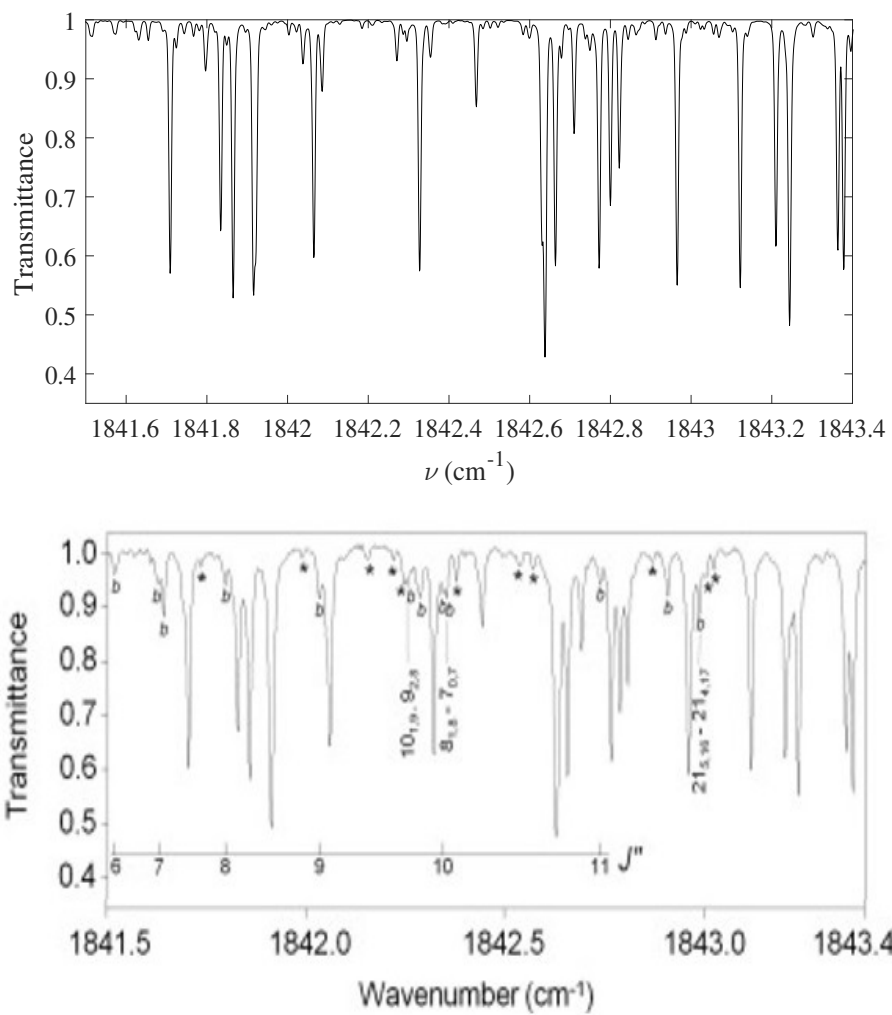 1
0.9
0.8
0.7
0.6
0.5
0.4
Transmittance
1841.6 1841.8 1842 1842.2 1842.4 1842.6 1842.8 1843 1843.2 1843.4
ν (cm-1)
1.0
0.9
0.8
0.7
0.6
0.5
0.4
Transmittance
b b b * b * b * * * b b b * * * b * b b * *
10₁,₉ - 9₂,₈
8₁,₈ - 7₀,₇
21₅,₁₆ - 21₄,₁₇
6 7 8 9 10 11 J"
1841.5 1842.0 1842.5 1843.0 1843.4
Wavenumber (cm-1)